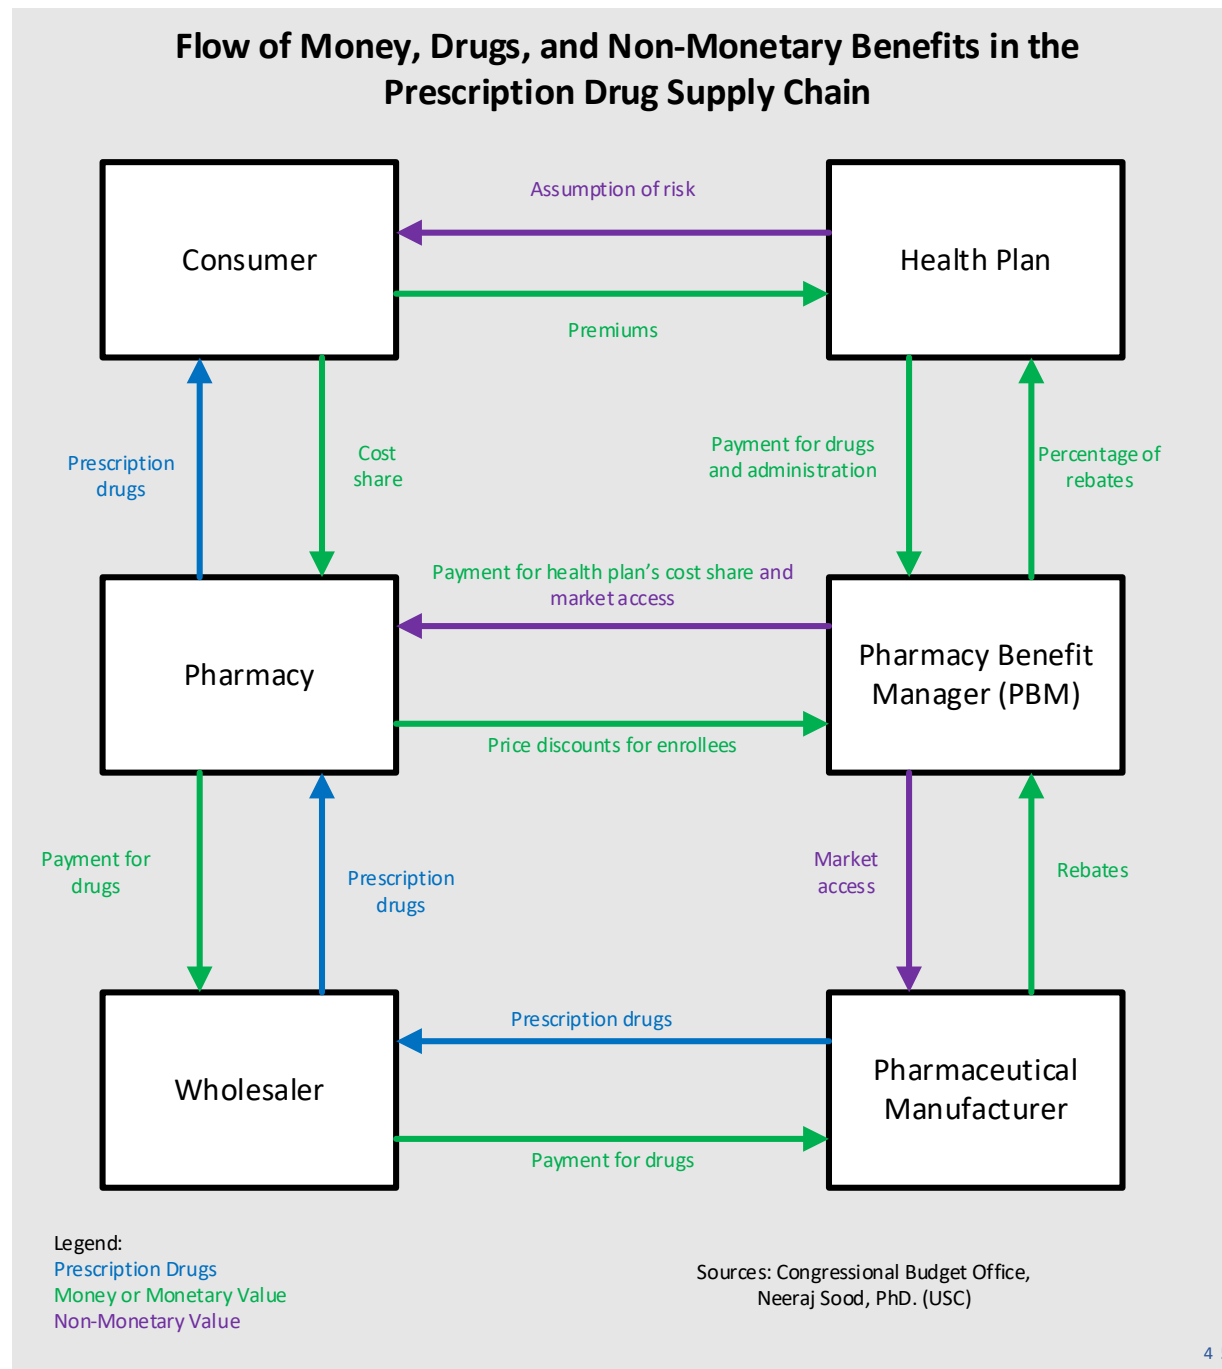 Flow of Money, Drugs, and Non-Monetary Benefits in the
Prescription Drug Supply Chain
Consumer
Assumption of risk
Health Plan
Premiums
Prescription
drugs
Cost
share
Payment for drugs
and administration
Percentage of
rebates
Payment for health plan's cost share and
market access
Pharmacy
Pharmacy Benefit
Manager (PBM)
Price discounts for enrollees
Payment for
drugs
Prescription
drugs
Market
access
Rebates
Wholesaler
Prescription drugs
Pharmaceutical
Manufacturer
Payment for drugs
Legend:
Prescription Drugs
Money or Monetary Value
Non-Monetary Value
Sources: Congressional Budget Office,
Neeraj Sood, PhD. (USC)
4